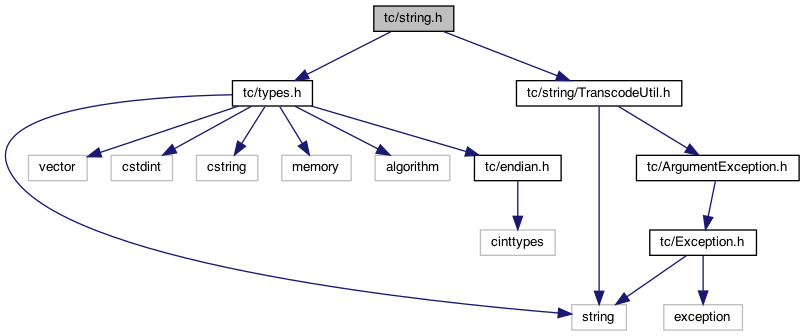 tc/string.h
tc/types.h
tc/string/TranscodeUtil.h
vector
cstdint
cstring
memory
algorithm
tc/endian.h
tc/ArgumentException.h
cinttypes
tc/Exception.h
string
exception